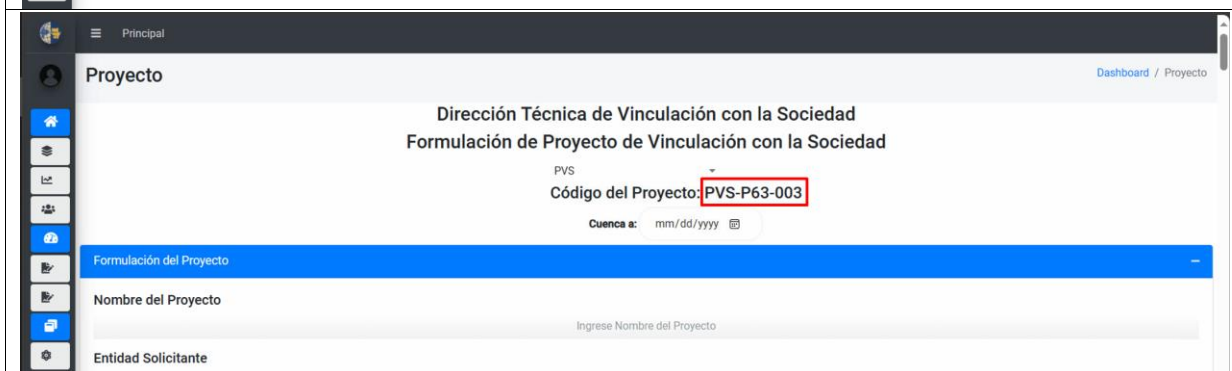 Principal
Proyecto
Dashboard / Proyecto
Dirección Técnica de Vinculación con la Sociedad
Formulación de Proyecto de Vinculación con la Sociedad
PVS
Código del Proyecto: PVS-P63-003
Cuenca a: mm/dd/yyyy
Formulación del Proyecto
Nombre del Proyecto
Ingrese Nombre del Proyecto
Entidad Solicitante